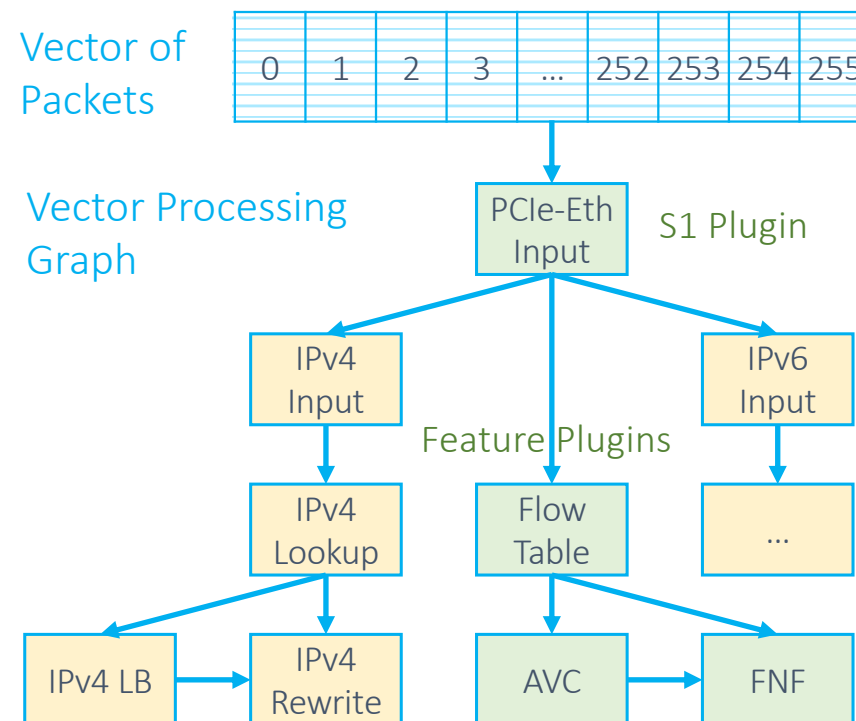 Vector of
Packets
0 1 2 3 ... 252 253 254 255
Vector Processing
Graph
PCIe-Eth
Input
S1 Plugin
IPv4
Input
IPv6
Input
Feature Plugins
IPv4
Lookup
Flow
Table
...
IPv4 LB
IPv4
Rewrite
AVC
FNF